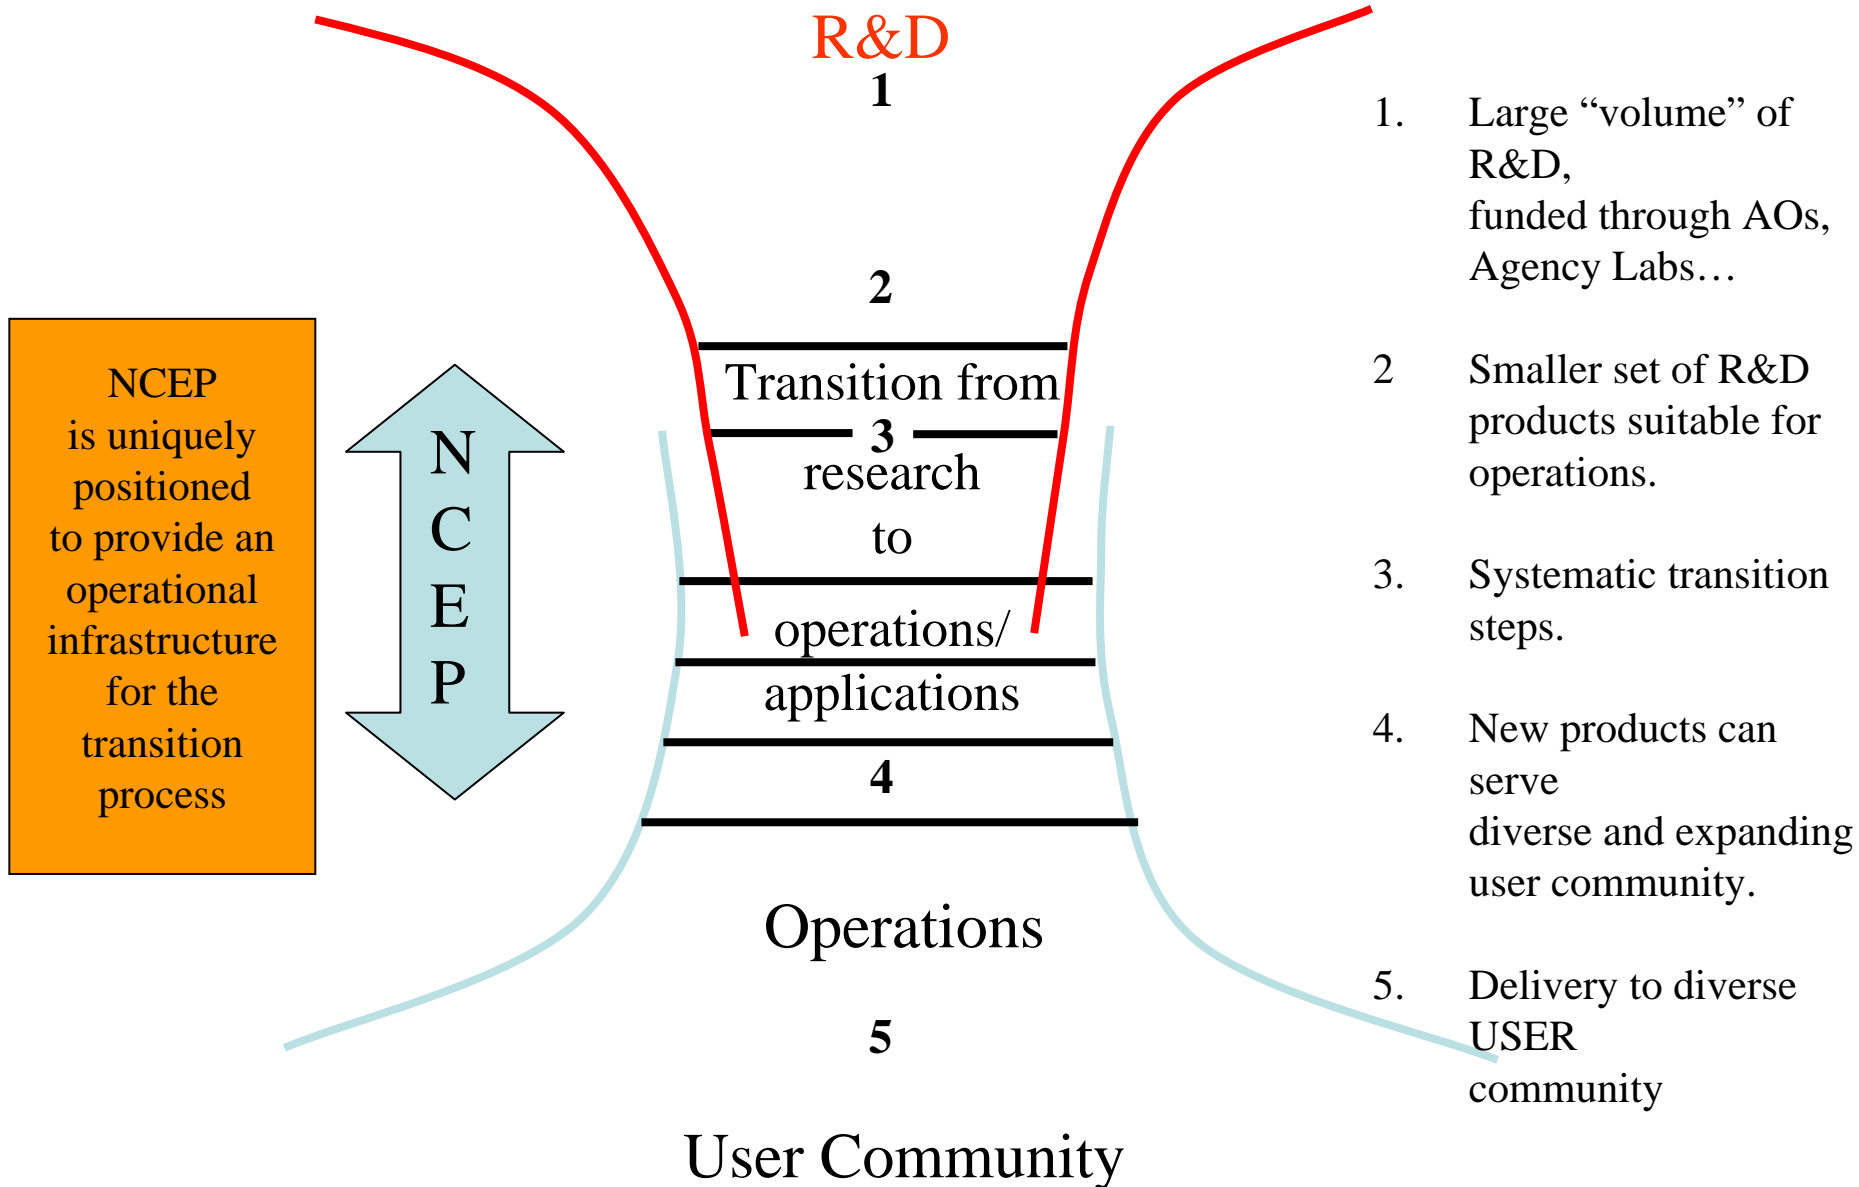 R&D
1
2
Transition from
3
research
to
operations/
applications
4
Operations
5
User Community
NCEP
is uniquely
positioned
to provide an
operational
infrastructure
for the
transition
process
N
C
E
P
1. Large “volume” of
R&D,
funded through AOs,
Agency Labs…
2 Smaller set of R&D
products suitable for
operations.
3. Systematic transition
steps.
4. New products can
serve
diverse and expanding
user community.
5. Delivery to diverse
USER
community